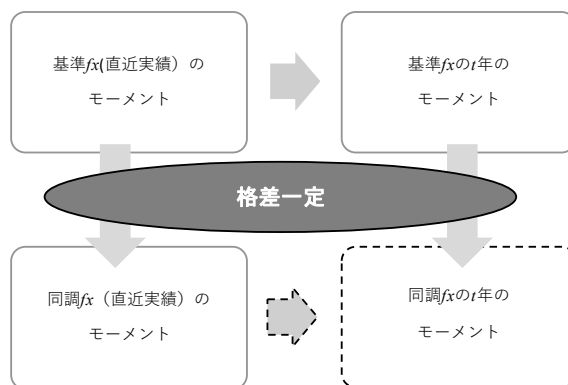 基準fx(直近実績）の
モーメント
基準fxのt年の
モーメント
格差一定
同調fx（直近実績）の
モーメント
同調fxのt年の
モーメント